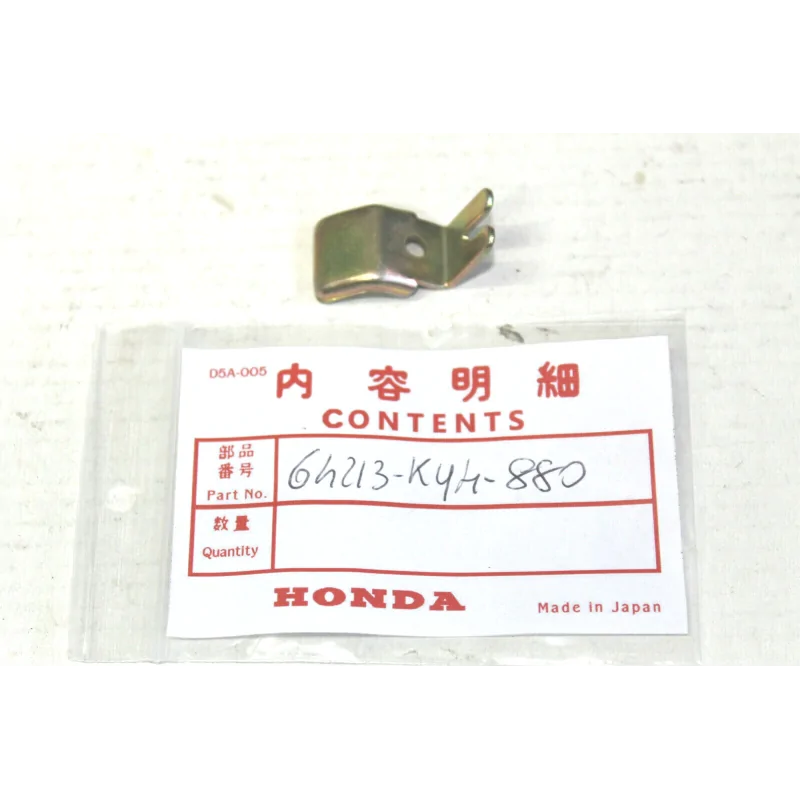 D5A-005
内容明細
CONTENTS
部品
番号
Part No.
64213-KY4-880
数量
Quantity
HONDA
Made in Japan